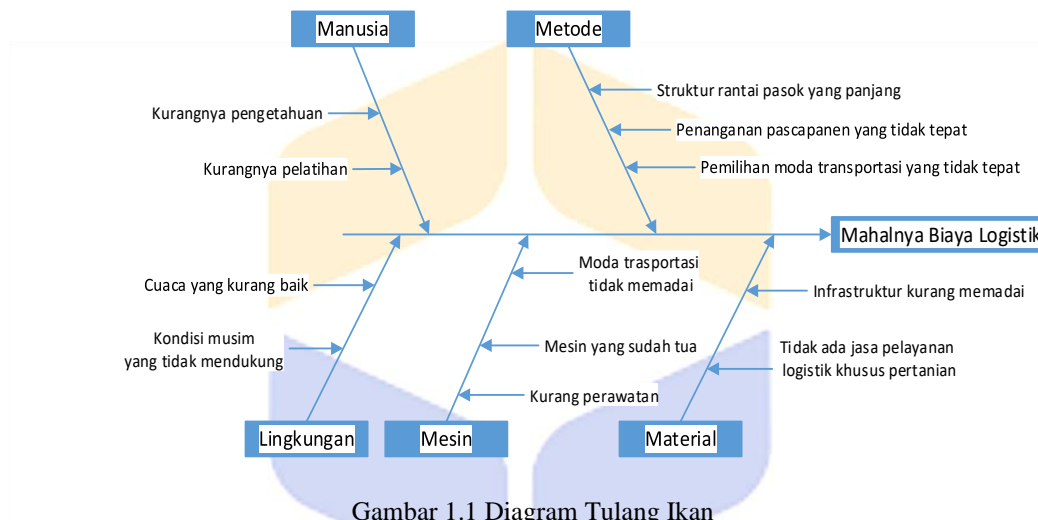 Manusia
Metode
Struktur rantai pasok yang panjang
Kurangnya pengetahuan
Penanganan pascapanen yang tidak tepat
Kurangnya pelatihan
Pemilihan moda transportasi yang tidak tepat
Mahalnya Biaya Logistik
Cuaca yang kurang baik
Moda trasportasi
tidak memadai
Infrastruktur kurang memadai
Kondisi musim
yang tidak mendukung
Mesin yang sudah tua
Tidak ada jasa pelayanan
logistik khusus pertanian
Kurang perawatan
Lingkungan
Mesin
Material
Gambar 1.1 Diagram Tulang Ikan